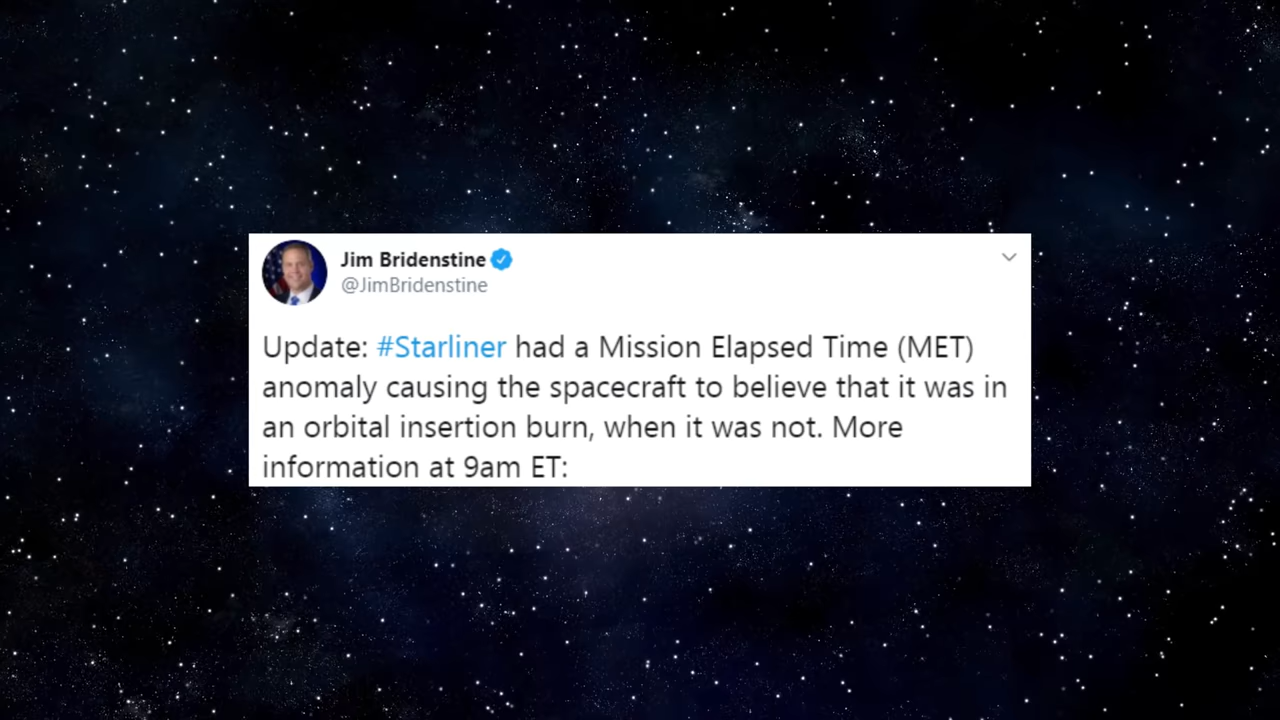 Jim Bridenstine
@JimBridenstine
Update: #Starliner had a Mission Elapsed Time (MET)
anomaly causing the spacecraft to believe that it was in
an orbital insertion burn, when it was not. More
information at 9am ET: